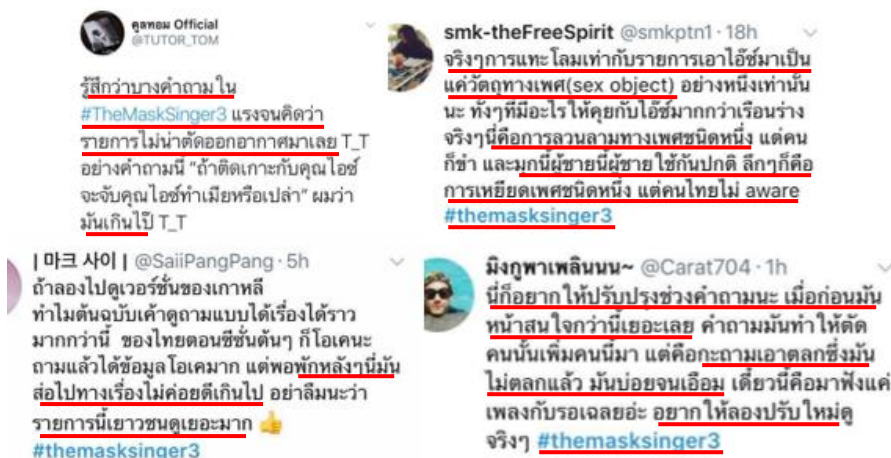 คูลทอม Official
@TUTOR_TOM
รู้สึกว่าบางคำถามใน
#TheMaskSinger3 แรงจนคิดว่า
รายการไม่น่าตัดออกอากาศมาเลย T_T
อย่างคำถามนี้ "ถ้าติดเกาะกับคุณไอซ์
จะจับคุณไอซ์ทำเมียหรือเปล่า" ผมว่า
มันเกินไป๊ T_T
smk-theFreeSpirit @smkptn1 · 18h
จริงๆการแทะโลมเท่ากับรายการเอาไอ๊ซ์มาเป็น
แค่วัตถุทางเพศ(sex object) อย่างหนึ่งเท่านั้น
นะ ทั้งๆที่มีอะไรให้คุยกับไอ๊ซ์มากกว่าเรือนร่าง
จริงๆนี่คือการลวนลามทางเพศชนิดหนึ่ง แต่คน
ก็ขำ และมุกนี้ผู้ชายนี่ผู้ชายใช้กันปกติ ลึกๆก็คือ
การเหยียดเพศชนิดหนึ่ง แต่คนไทยไม่ aware
#themasksinger3
| 마크 사이 | @SaiiPangPang · 5h
ถ้าลองไปดูเวอร์ชั่นของเกาหลี
ทำไมต้นฉบับเค้าดูถามแบบได้เรื่องได้ราว
มากกว่านี้ ของไทยตอนซีซั่นต้นๆ ก็โอเคนะ
ถามแล้วได้ข้อมูลโอเคมาก แต่พอพักหลังๆนี่มัน
ส่อไปทางเรื่องไม่ค่อยดีเกินไป อย่าลืมนะว่า
รายการนี้เยาวชนดูเยอะมาก 👍
#themasksinger3
มิงกูพาเพลินนน~ @Carat704 · 1h
นี่ก็อยากให้ปรับปรุงช่วงคำถามนะ เมื่อก่อนมัน
หน้าสนใจกว่านี้เยอะเลย คำถามมันทำให้ตัด
คนนั้นเพิ่มคนนี้มา แต่คือกะถามเอาตลกซึ่งมัน
ไม่ตลกแล้ว มันบ่อยจนเอือม เดี๋ยวนี้คือมาฟังแค่
เพลงกับรอเฉลยอ่ะ อยากให้ลองปรับใหม่ดู
จริงๆ #themasksinger3